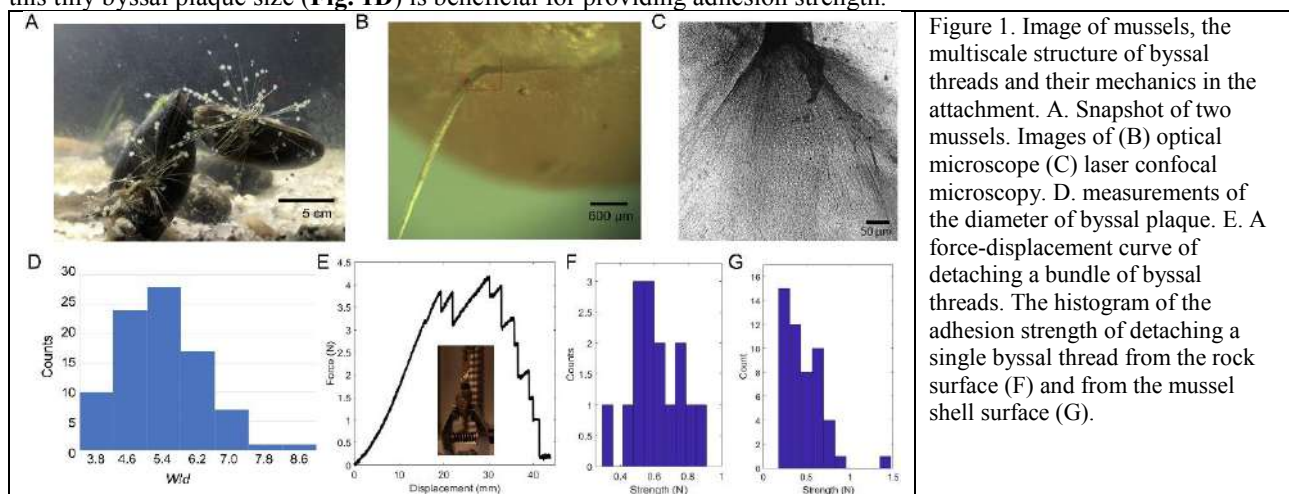 this tiny byssal plaque size (Fig. 1D) is beneficial for providing adhesion strength.
A
B
C
5 cm
600 µm
50 µm
Figure 1. Image of mussels, the
multiscale structure of byssal
threads and their mechanics in the
attachment. A. Snapshot of two
mussels. Images of (B) optical
microscope (C) laser confocal
microscopy. D. measurements of
the diameter of byssal plaque. E. A
force-displacement curve of
detaching a bundle of byssal
threads. The histogram of the
adhesion strength of detaching a
single byssal thread from the rock
surface (F) and from the mussel
shell surface (G).
D
30
25
20
15
10
5
0
Counts
3.8 4.6 5.4 6.2 7.0 7.8 8.6
W/d
E
4.5
4
3.5
3
2.5
2
1.5
1
0.5
0
Force (N)
0 10 20 30 40
Displacement (mm)
F
3
2
1
0
Counts
0.4 0.6 0.8 1
Strength (N)
G
16
14
12
10
8
6
4
2
0
Count
0 0.5 1 1.5
Strength (N)